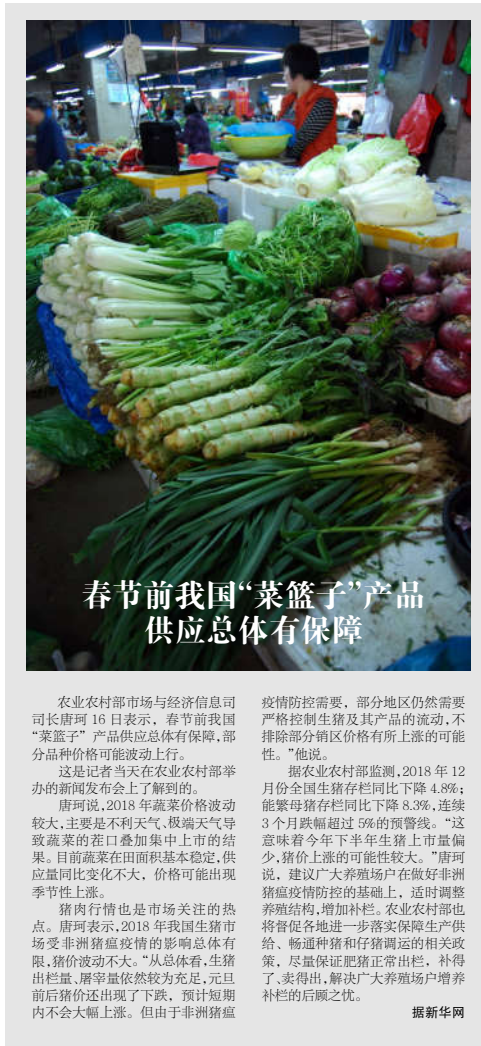 春节前我国“菜篮子”产品
供应总体有保障
农业农村部市场与经济信息司
司长唐珂 16 日表示，春节前我国
“菜篮子”产品供应总体有保障,部
分品种价格可能波动上行。
这是记者当天在农业农村部举
办的新闻发布会上了解到的。
唐珂说,2018 年蔬菜价格波动
较大,主要是不利天气、极端天气导
致蔬菜的茬口叠加集中上市的结
果。目前蔬菜在田面积基本稳定,供
应量同比变化不大，价格可能出现
季节性上涨。
猪肉行情也是市场关注的热
点。唐珂表示,2018 年我国生猪市
场受非洲猪瘟疫情的影响总体有
限,猪价波动不大。“从总体看,生猪
出栏量、屠宰量依然较为充足,元旦
前后猪价还出现了下跌，预计短期
内不会大幅上涨。但由于非洲猪瘟
疫情防控需要，部分地区仍然需要
严格控制生猪及其产品的流动,不
排除部分销区价格有所上涨的可能
性。”他说。
据农业农村部监测,2018 年 12
月份全国生猪存栏同比下降 4.8%;
能繁母猪存栏同比下降 8.3%,连续
3 个月跌幅超过 5%的预警线。“这
意味着今年下半年生猪上市量偏
少,猪价上涨的可能性较大。”唐珂
说，建议广大养殖场户在做好非洲
猪瘟疫情防控的基础上，适时调整
养殖结构,增加补栏。农业农村部也
将督促各地进一步落实保障生产供
给、畅通种猪和仔猪调运的相关政
策，尽量保证肥猪正常出栏，补得
了、卖得出,解决广大养殖场户增养
补栏的后顾之忧。
据新华网